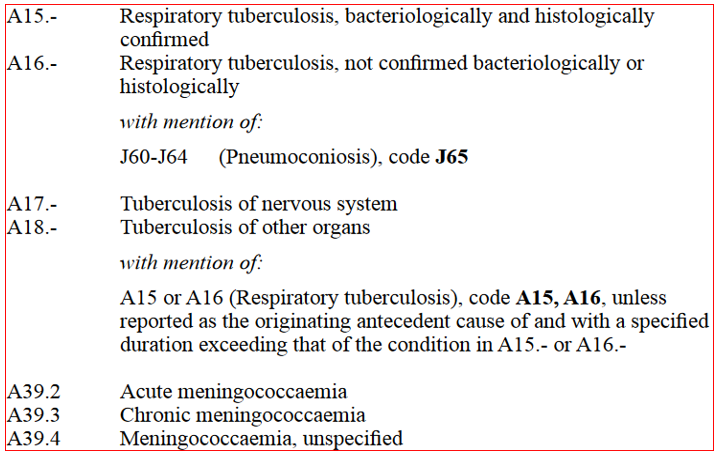 A15.- Respiratory tuberculosis, bacteriologically and histologically
confirmed
A16.- Respiratory tuberculosis, not confirmed bacteriologically or
histologically
with mention of:
J60-J64 (Pneumoconiosis), code J65
A17.- Tuberculosis of nervous system
A18.- Tuberculosis of other organs
with mention of:
A15 or A16 (Respiratory tuberculosis), code A15, A16, unless
reported as the originating antecedent cause of and with a specified
duration exceeding that of the condition in A15.- or A16.-
A39.2 Acute meningococcaemia
A39.3 Chronic meningococcaemia
A39.4 Meningococcaemia, unspecified